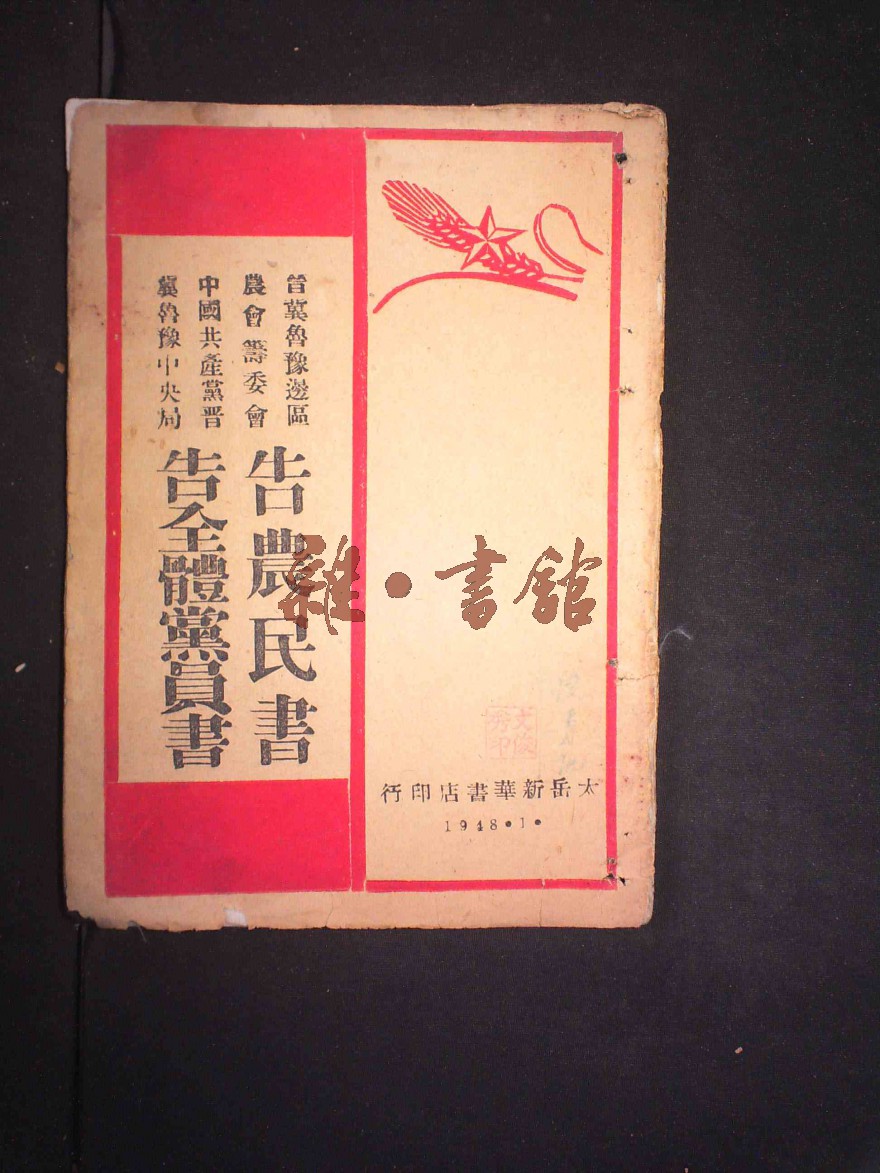 晋冀魯豫邊區
農會籌委會
告農民書
中國共產黨晋
冀魯豫中央局
告全體黨員書
雜·書館
太岳新華書店印行
1948•1•